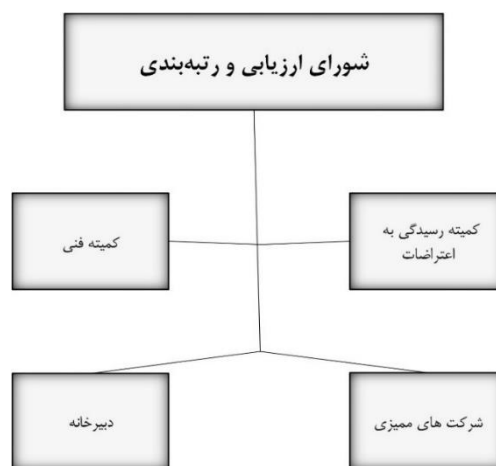 شورای ارزیابی و رتبه‌بندی
کمیته رسیدگی به
اعتراضات
کمیته فنی
شرکت های ممیزی
دبیرخانه